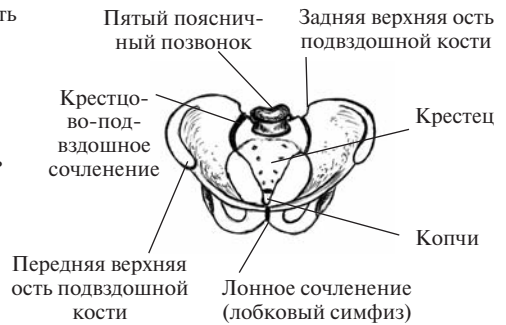 ть
Пятый пояснич-
ный позвонок
Задняя верхняя ость
подвздошной кости
Крестцо-
во-под-
вздошное
сочленение
Крестец
Копчи
Передняя верхняя
ость подвздошной
кости
Лонное сочленение
(лобковый симфиз)